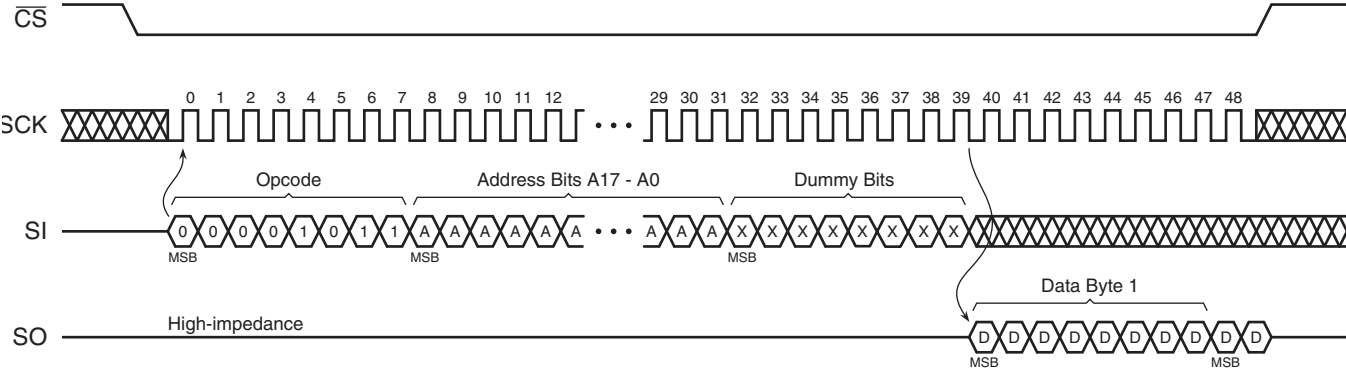 CS
0 1 2 3 4 5 6 7 8 9 10 11 12 29 30 31 32 33 34 35 36 37 38 39 40 41 42 43 44 45 46 47 48
SCK • • •
Opcode Address Bits A17 - A0 Dummy Bits
SI 0 0 0 0 1 0 1 1 A A A A A A • • • A A A X X X X X X X X
MSB MSB MSB
Data Byte 1
High-impedance
SO D D D D D D D D D D
MSB MSB